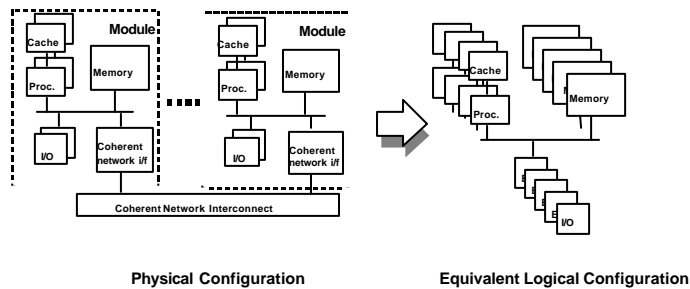 Module
Cache
Proc.
Memory
I/O
Coherent
network i/f
Module
Cache
Proc.
Memory
I/O
Coherent
network i/f
Coherent Network Interconnect
Cache
Proc.
Memory
I/O
Physical Configuration
Equivalent Logical Configuration